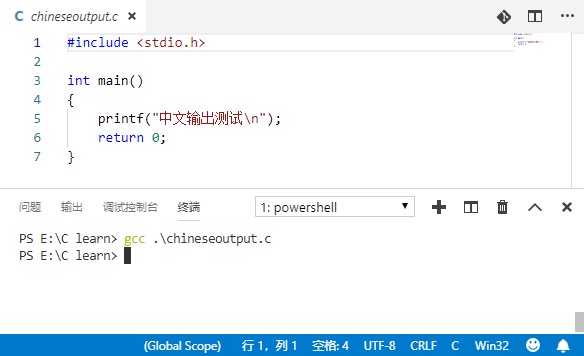 C chineseoutput.c ×
1 #include <stdio.h>
2
3 int main()
4 {
5     printf("中文输出测试\n");
6     return 0;
7 }
问题 输出 调试控制台 终端 1: powershell
PS E:\C learn> gcc .\chineseoutput.c
PS E:\C learn>
(Global Scope) 行 1，列 1 空格: 4 UTF-8 CRLF C Win32